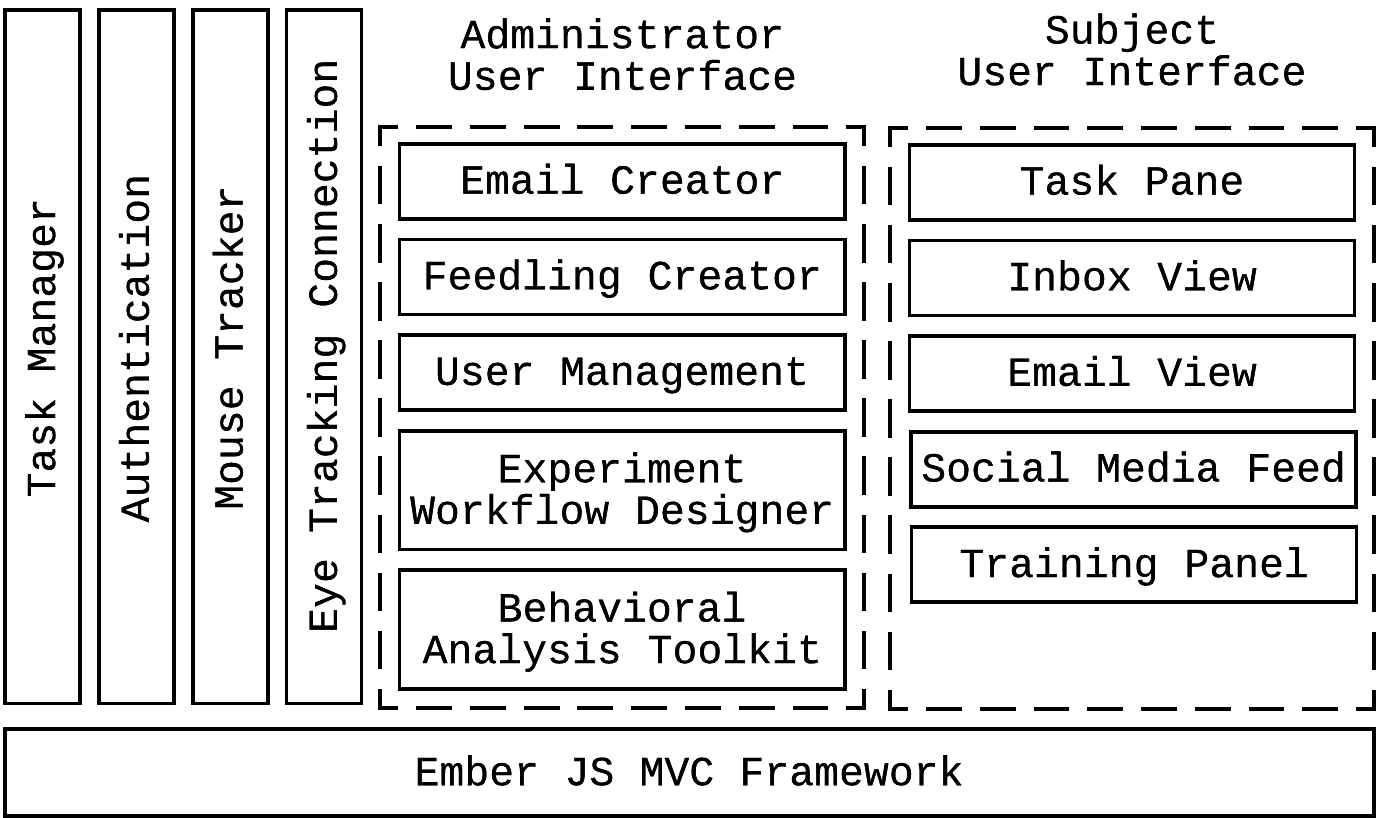 Task Manager
Authentication
Mouse Tracker
Eye Tracking Connection
Administrator
User Interface
Email Creator
Feedling Creator
User Management
Experiment
Workflow Designer
Behavioral
Analysis Toolkit
Subject
User Interface
Task Pane
Inbox View
Email View
Social Media Feed
Training Panel
Ember JS MVC Framework